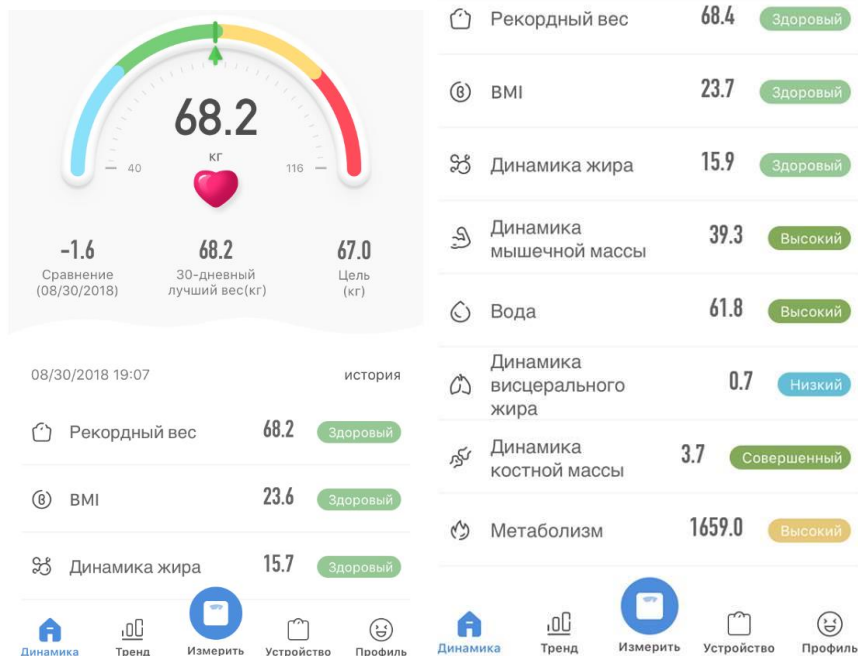 68.2
кг
40
116
-1.6
68.2
67.0
Сравнение
(08/30/2018)
30-дневный
лучший вес(кг)
Цель
(кг)
08/30/2018 19:07
история
Рекордный вес 68.2 Здоровый
BMI 23.6 Здоровый
Динамика жира 15.7 Здоровый
Динамика Тренд Измерить Устройство Профиль
Рекордный вес 68.4 Здоровый
BMI 23.7 Здоровый
Динамика жира 15.9 Здоровый
Динамика
мышечной массы 39.3 Высокий
Вода 61.8 Высокий
Динамика
висцерального 0.7 Низкий
жира
Динамика
костной массы 3.7 Совершенный
Метаболизм 1659.0 Высокий
Динамика Тренд Измерить Устройство Профиль